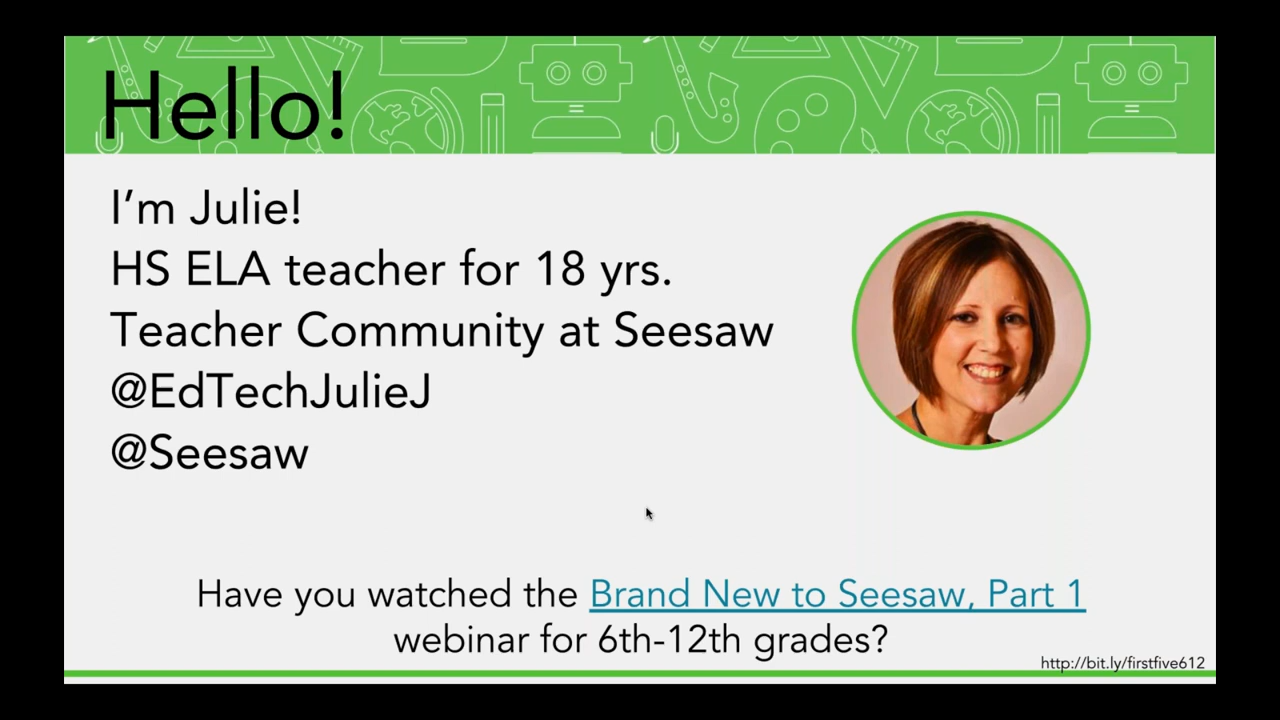 Hello!
I’m Julie!
HS ELA teacher for 18 yrs.
Teacher Community at Seesaw
@EdTechJulieJ
@Seesaw
Have you watched the Brand New to Seesaw, Part 1
webinar for 6th-12th grades?
http://bit.ly/firstfive612